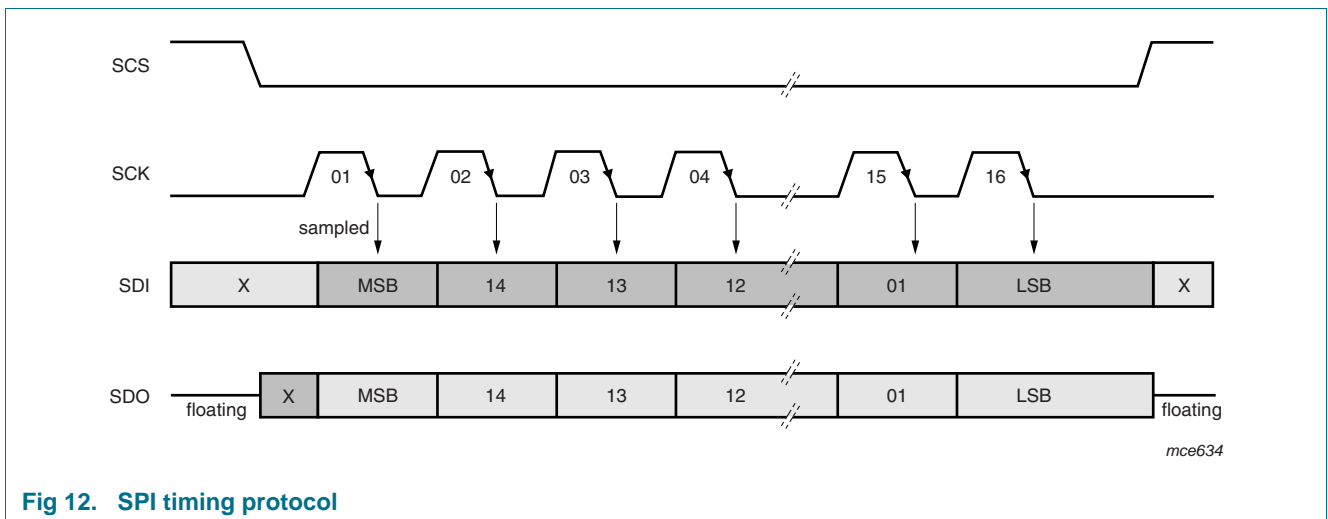 SCS
SCK
01 02 03 04 15 16
sampled
SDI
X MSB 14 13 12 01 LSB X
SDO
X MSB 14 13 12 01 LSB
floating
floating
mce634
Fig 12. SPI timing protocol